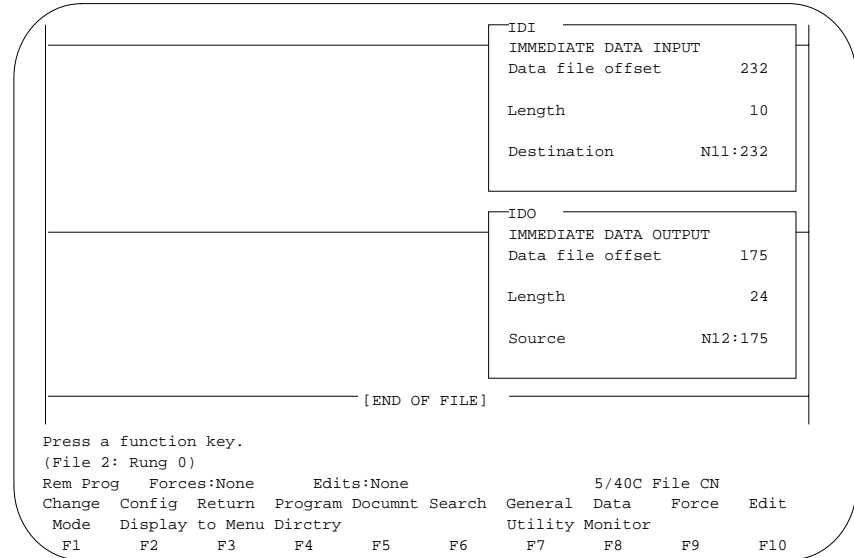 IDI
IMMEDIATE DATA INPUT
Data file offset 232
Length 10
Destination N11:232
IDO
IMMEDIATE DATA OUTPUT
Data file offset 175
Length 24
Source N12:175
[END OF FILE]
Press a function key.
(File 2: Rung 0)
Rem Prog Forces:None Edits:None 5/40C File CN
Change Config Return Program Documnt Search General Data Force Edit
Mode Display to Menu Dirctry Utility Monitor
F1 F2 F3 F4 F5 F6 F7 F8 F9 F10